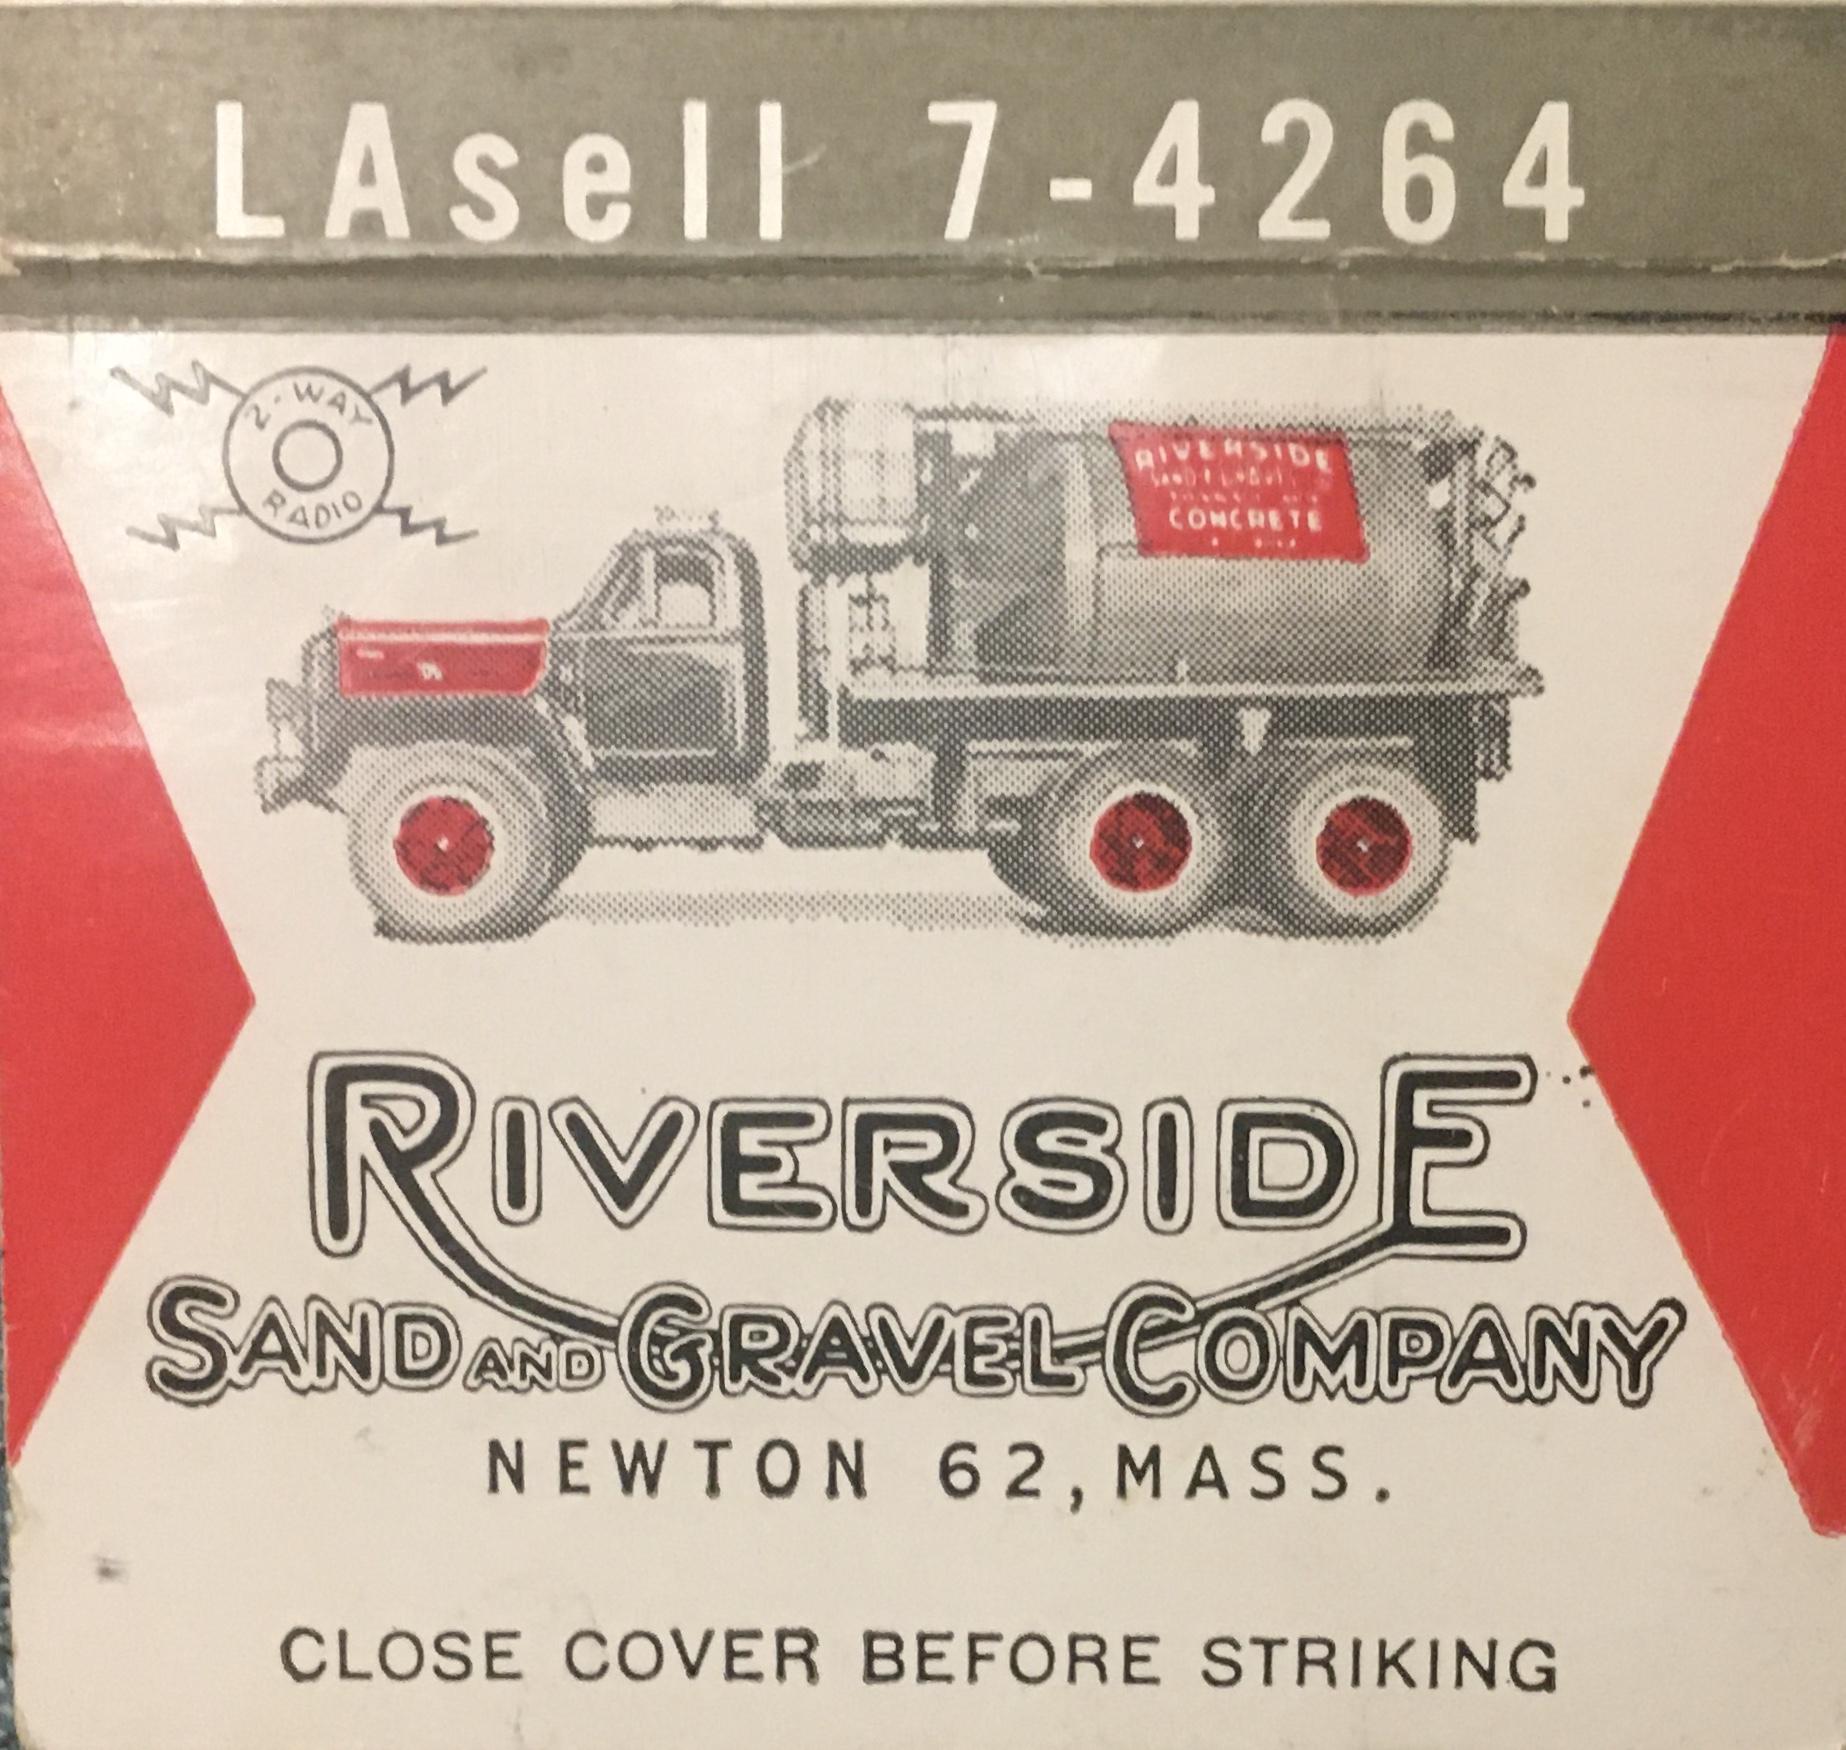 LAsell 7-4264
2-WAY
RADIO
RIVERSIDE
CONCRETE
RIVERSIDE
SAND AND GRAVEL COMPANY
NEWTON 62, MASS.
CLOSE COVER BEFORE STRIKING